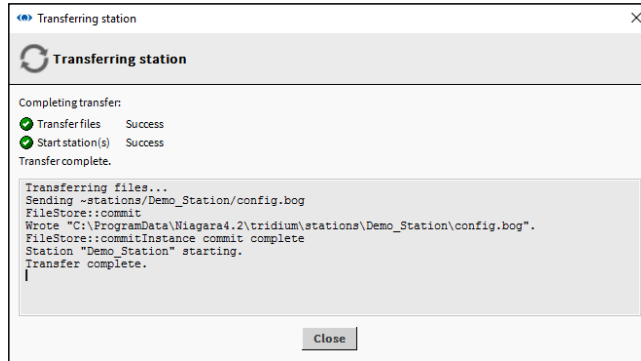 Transferring station
Transferring station
Completing transfer:
Transfer files Success
Start station(s) Success
Transfer complete.
Transferring files...
Sending ~stations/Demo_Station/config.bog
FileStore::commit
Wrote "C:\ProgramData\Niagara4.2\tridium\stations\Demo_Station\config.bog".
FileStore::commitInstance commit complete
Station "Demo_Station" starting.
Transfer complete.
Close